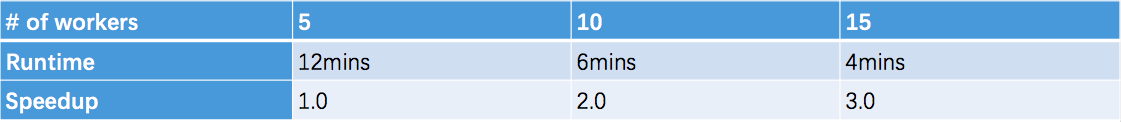 # of workers 5 10 15
Runtime 12mins 6mins 4mins
Speedup 1.0 2.0 3.0